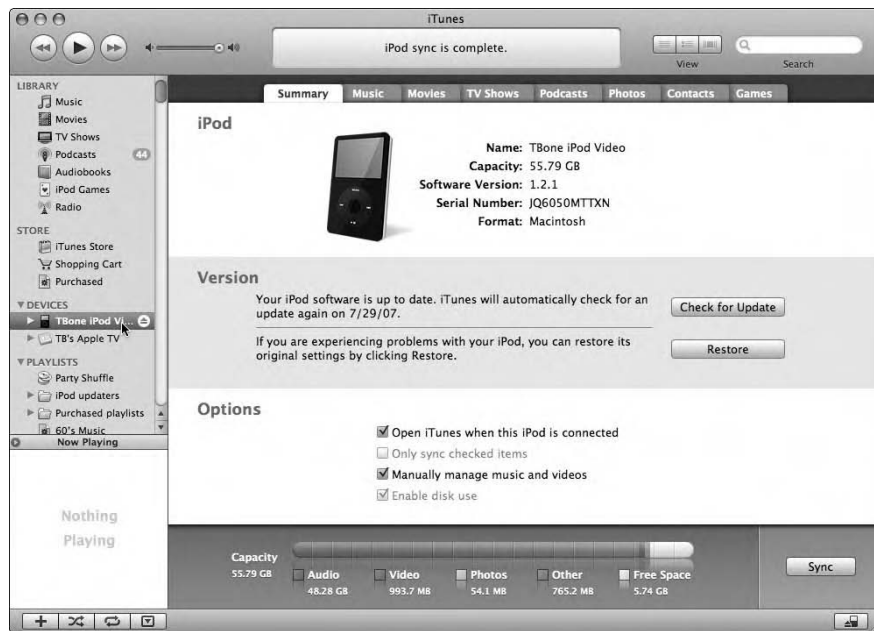 iTunes
iPod sync is complete.
View
Search
LIBRARY
Music
Movies
TV Shows
Podcasts 44
Audiobooks
iPod Games
Radio
STORE
iTunes Store
Shopping Cart
Purchased
DEVICES
TBone iPod Vi...
TB's Apple TV
PLAYLISTS
Party Shuffle
iPod updaters
Purchased playlists
60's Music
Now Playing
Nothing
Playing
Summary Music Movies TV Shows Podcasts Photos Contacts Games
iPod
Name: TBone iPod Video
Capacity: 55.79 GB
Software Version: 1.2.1
Serial Number: JQ6050MTTXN
Format: Macintosh
Version
Your iPod software is up to date. iTunes will automatically check for an
update again on 7/29/07.
Check for Update
If you are experiencing problems with your iPod, you can restore its
original settings by clicking Restore.
Restore
Options
Open iTunes when this iPod is connected
Only sync checked items
Manually manage music and videos
Enable disk use
Capacity
55.79 GB
Audio
48.28 GB
Video
993.7 MB
Photos
54.1 MB
Other
765.2 MB
Free Space
5.74 GB
Sync